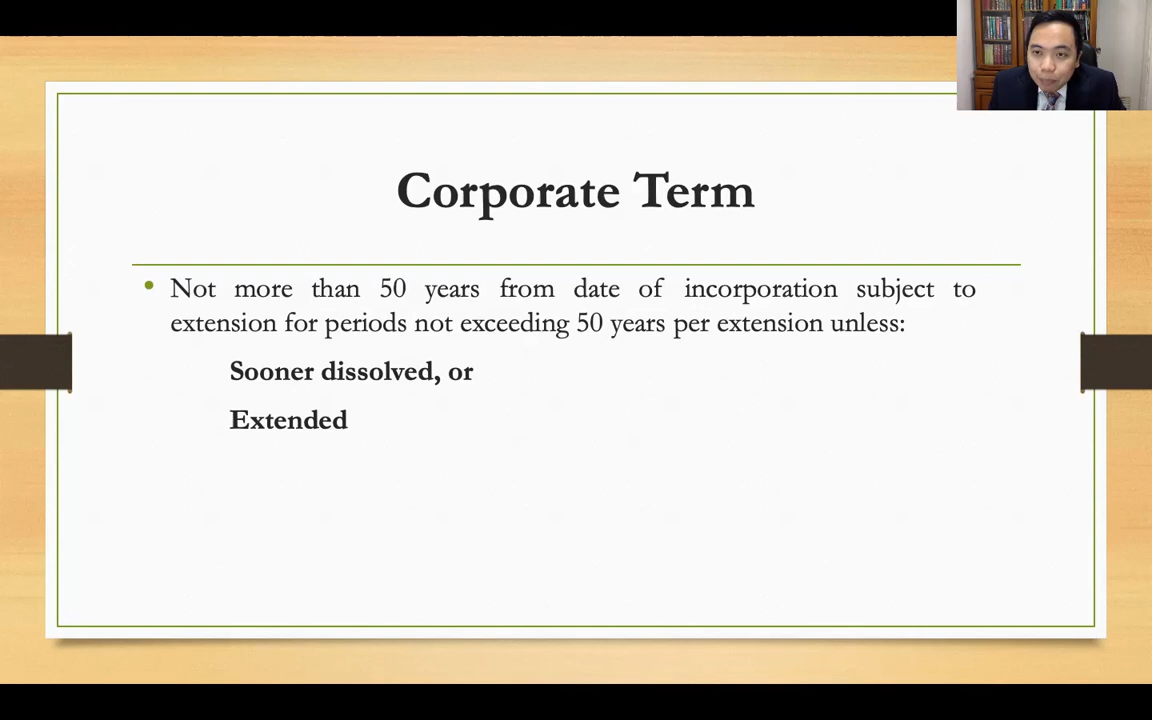 Corporate Term
• Not more than 50 years from date of incorporation subject to
extension for periods not exceeding 50 years per extension unless:
Sooner dissolved, or
Extended